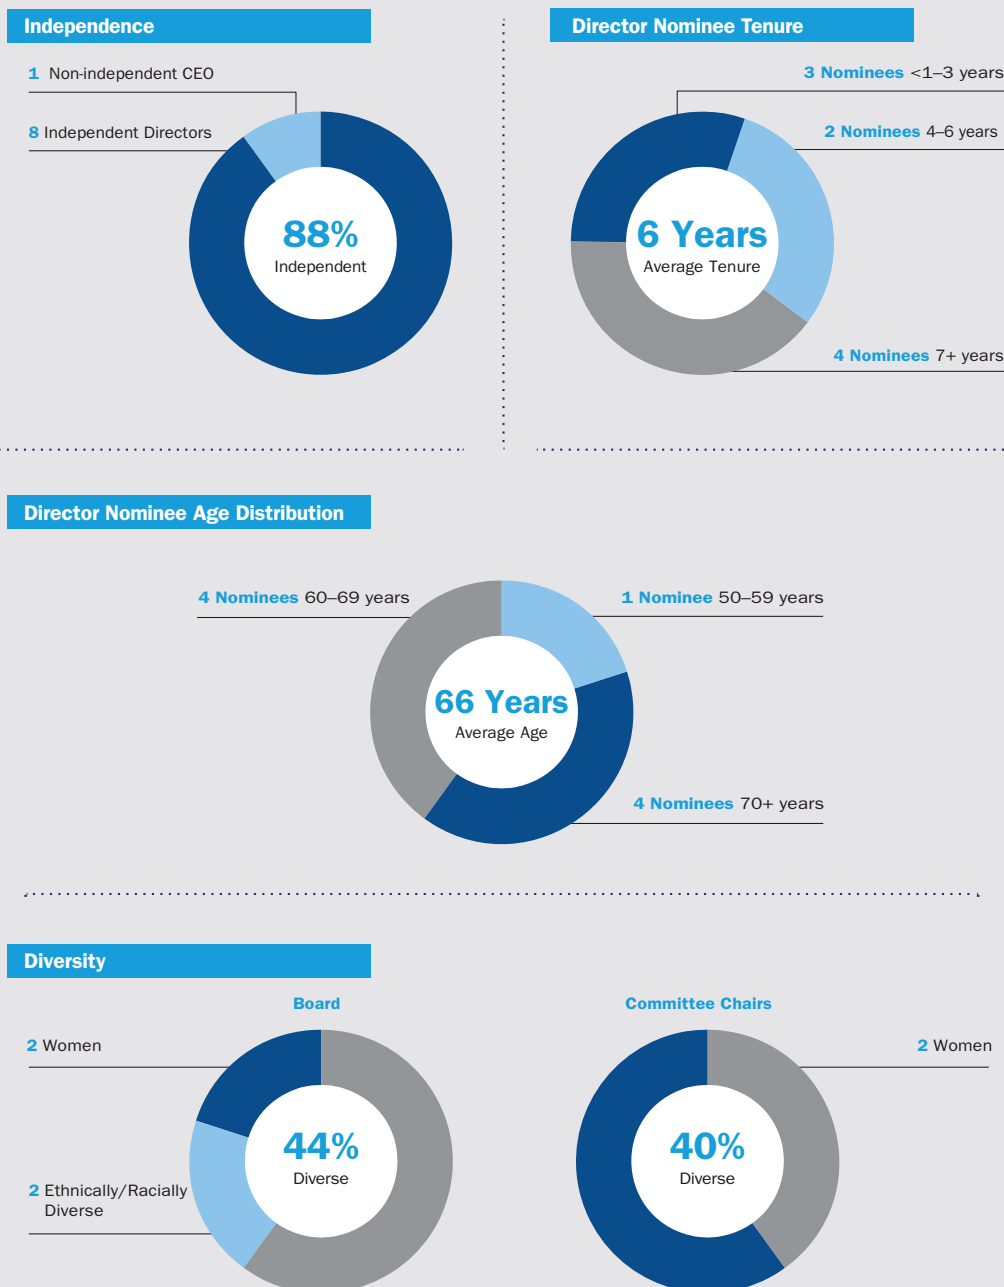 Independence
1 Non-independent CEO
8 Independent Directors
88%
Independent
Director Nominee Tenure
3 Nominees <1–3 years
2 Nominees 4–6 years
6 Years
Average Tenure
4 Nominees 7+ years
Director Nominee Age Distribution
4 Nominees 60–69 years
1 Nominee 50–59 years
66 Years
Average Age
4 Nominees 70+ years
Diversity
Board
2 Women
44%
Diverse
2 Ethnically/Racially
Diverse
Committee Chairs
2 Women
40%
Diverse